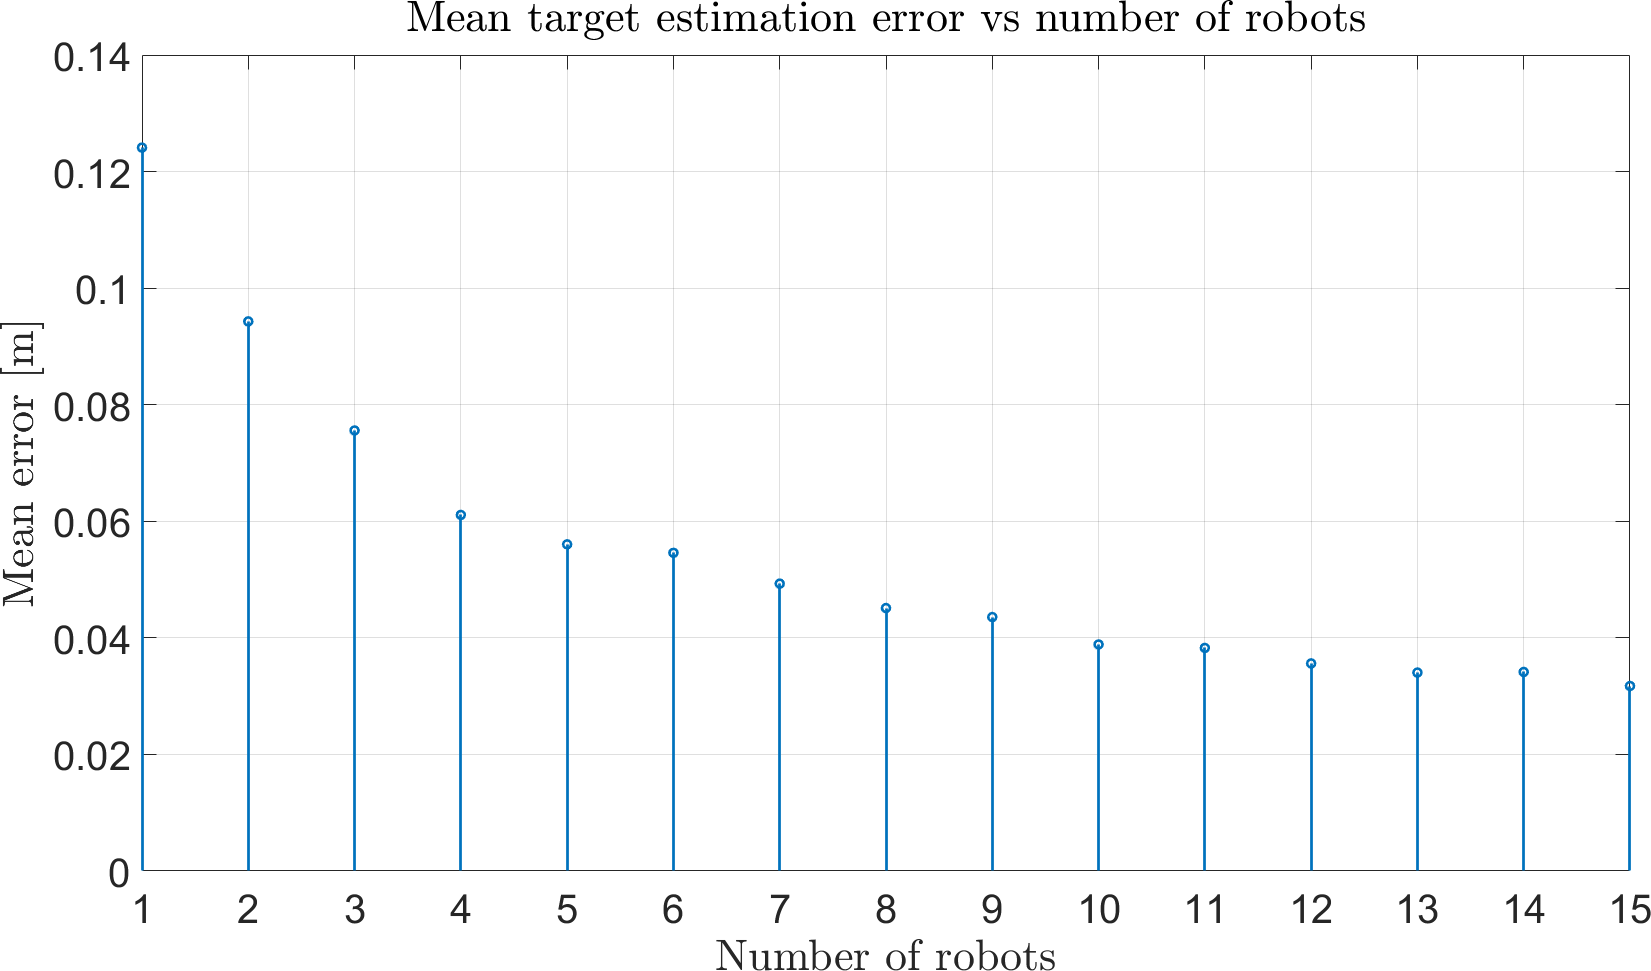 Mean target estimation error vs number of robots
0.14
0.12
0.1
0.08
0.06
0.04
0.02
0
Mean error [m]
1 2 3 4 5 6 7 8 9 10 11 12 13 14 15
Number of robots